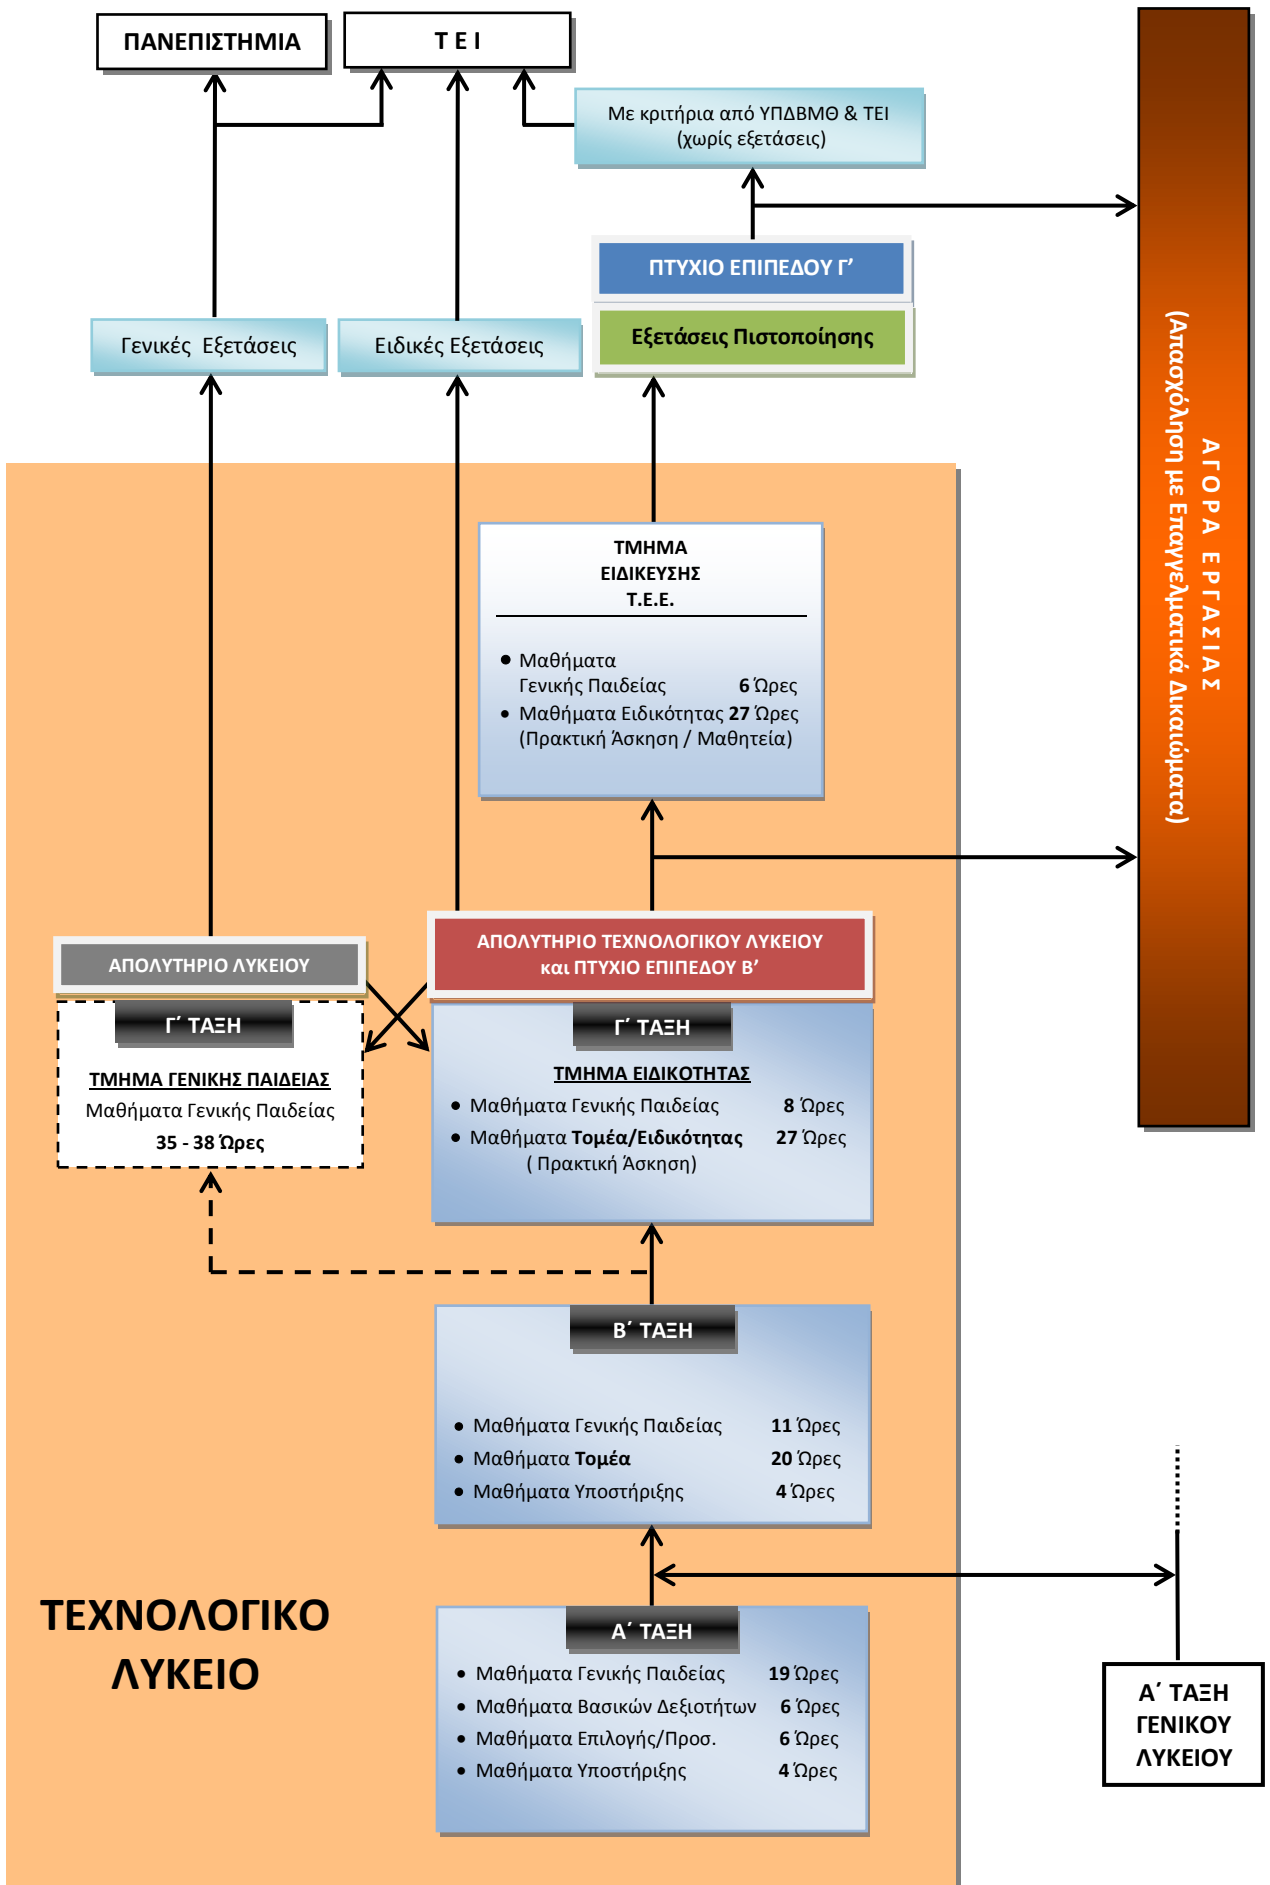 ΠΑΝΕΠΙΣΤΗΜΙΑ
Τ Ε Ι
Με κριτήρια από ΥΠΔΒΜΘ & ΤΕΙ
(χωρίς εξετάσεις)
ΠΤΥΧΙΟ ΕΠΙΠΕΔΟΥ Γ’
Γενικές Εξετάσεις
Ειδικές Εξετάσεις
Εξετάσεις Πιστοποίησης
ΑΓΟΡΑ ΕΡΓΑΣΙΑΣ
(Απασχόληση με Επαγγελματικά Δικαιώματα)
ΤΜΗΜΑ
ΕΙΔΙΚΕΥΣΗΣ
Τ.Ε.Ε.
• Μαθήματα
Γενικής Παιδείας 6 Ώρες
• Μαθήματα Ειδικότητας 27 Ώρες
(Πρακτική Άσκηση / Μαθητεία)
ΑΠΟΛΥΤΗΡΙΟ ΛΥΚΕΙΟΥ
ΑΠΟΛΥΤΗΡΙΟ ΤΕΧΝΟΛΟΓΙΚΟΥ ΛΥΚΕΙΟΥ
και ΠΤΥΧΙΟ ΕΠΙΠΕΔΟΥ Β’
Γ΄ ΤΑΞΗ
ΤΜΗΜΑ ΓΕΝΙΚΗΣ ΠΑΙΔΕΙΑΣ
Μαθήματα Γενικής Παιδείας
35 - 38 Ώρες
Γ΄ ΤΑΞΗ
ΤΜΗΜΑ ΕΙΔΙΚΟΤΗΤΑΣ
• Μαθήματα Γενικής Παιδείας 8 Ώρες
• Μαθήματα Τομέα/Ειδικότητας 27 Ώρες
( Πρακτική Άσκηση)
Β΄ ΤΑΞΗ
• Μαθήματα Γενικής Παιδείας 11 Ώρες
• Μαθήματα Τομέα 20 Ώρες
• Μαθήματα Υποστήριξης 4 Ώρες
ΤΕΧΝΟΛΟΓΙΚΟ
ΛΥΚΕΙΟ
Α΄ ΤΑΞΗ
• Μαθήματα Γενικής Παιδείας 19 Ώρες
• Μαθήματα Βασικών Δεξιοτήτων 6 Ώρες
• Μαθήματα Επιλογής/Προσ. 6 Ώρες
• Μαθήματα Υποστήριξης 4 Ώρες
Α΄ ΤΑΞΗ
ΓΕΝΙΚΟΥ
ΛΥΚΕΙΟΥ